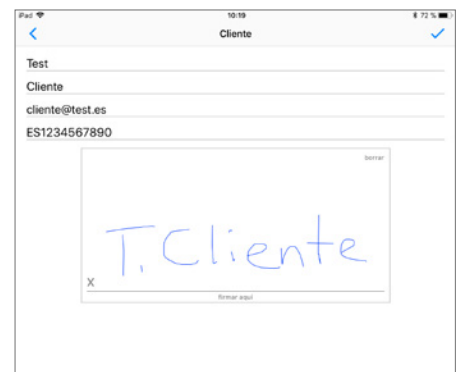 iPad 10:19 72 %
Cliente
Test
Cliente
cliente@test.es
ES1234567890
borrar
T. Cliente
X
firmar aquí